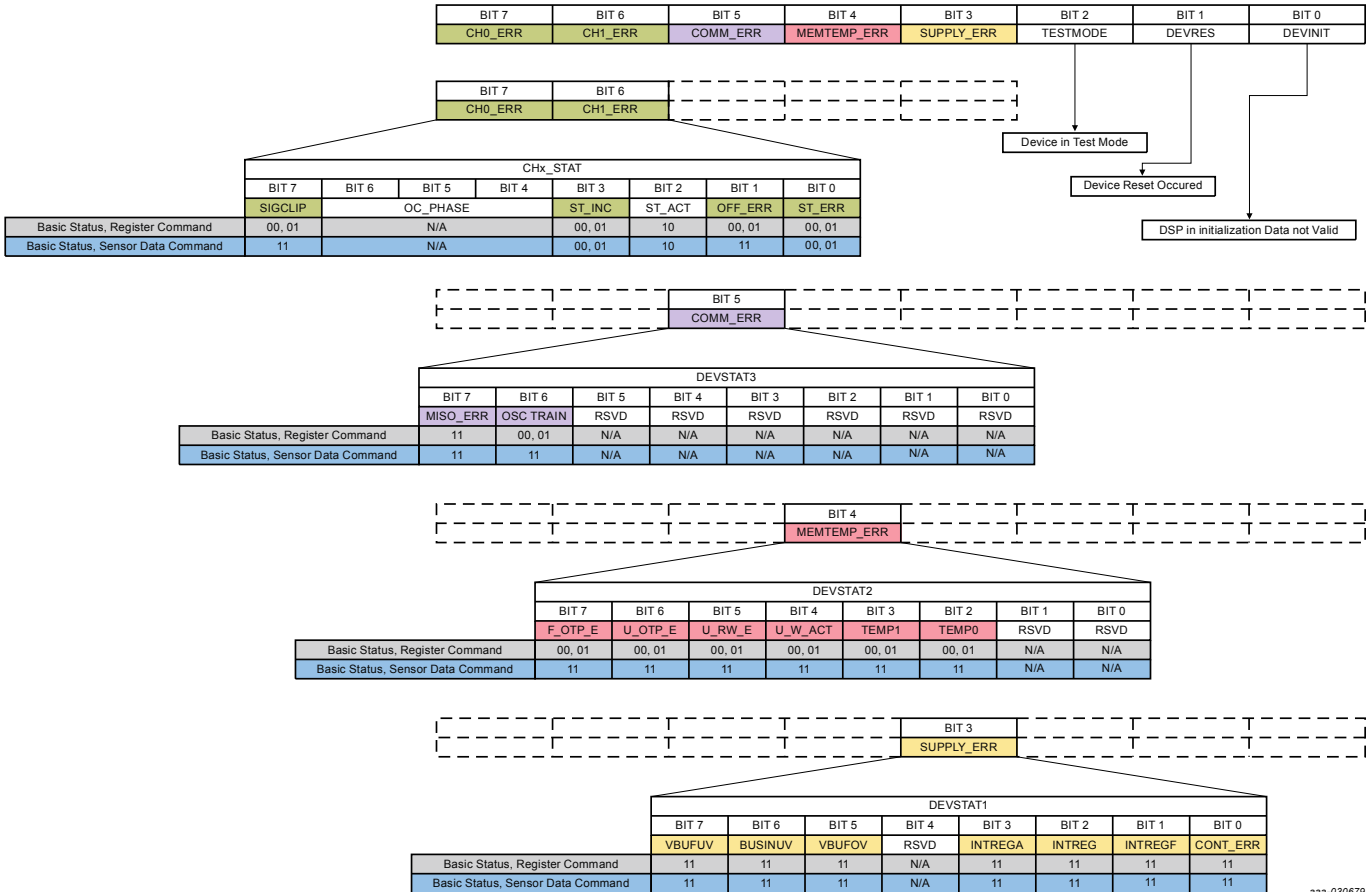 BIT 7 BIT 6 BIT 5 BIT 4 BIT 3 BIT 2 BIT 1 BIT 0
CH0_ERR CH1_ERR COMM_ERR MEMTEMP_ERR SUPPLY_ERR TESTMODE DEVRES DEVINIT
BIT 7 BIT 6
CH0_ERR CH1_ERR
Device in Test Mode
Device Reset Occured
DSP in initialization Data not Valid
CHx_STAT
BIT 7 BIT 6 BIT 5 BIT 4 BIT 3 BIT 2 BIT 1 BIT 0
SIGCLIP OC_PHASE ST_INC ST_ACT OFF_ERR ST_ERR
Basic Status, Register Command 00, 01 N/A 00, 01 10 00, 01 00, 01
Basic Status, Sensor Data Command 11 N/A 00, 01 10 11 00, 01
BIT 5
COMM_ERR
DEVSTAT3
BIT 7 BIT 6 BIT 5 BIT 4 BIT 3 BIT 2 BIT 1 BIT 0
MISO_ERR OSC TRAIN RSVD RSVD RSVD RSVD RSVD RSVD
Basic Status, Register Command 11 00, 01 N/A N/A N/A N/A N/A N/A
Basic Status, Sensor Data Command 11 11 N/A N/A N/A N/A N/A N/A
BIT 4
MEMTEMP_ERR
DEVSTAT2
BIT 7 BIT 6 BIT 5 BIT 4 BIT 3 BIT 2 BIT 1 BIT 0
F_OTP_E U_OTP_E U_RW_E U_W_ACT TEMP1 TEMP0 RSVD RSVD
Basic Status, Register Command 00, 01 00, 01 00, 01 00, 01 00, 01 00, 01 N/A N/A
Basic Status, Sensor Data Command 11 11 11 11 11 11 N/A N/A
BIT 3
SUPPLY_ERR
DEVSTAT1
BIT 7 BIT 6 BIT 5 BIT 4 BIT 3 BIT 2 BIT 1 BIT 0
VBUFUV BUSINUV VBUFOV RSVD INTREGA INTREG INTREGF CONT_ERR
Basic Status, Register Command 11 11 11 N/A 11 11 11 11
Basic Status, Sensor Data Command 11 11 11 N/A 11 11 11 11
aaa-030679